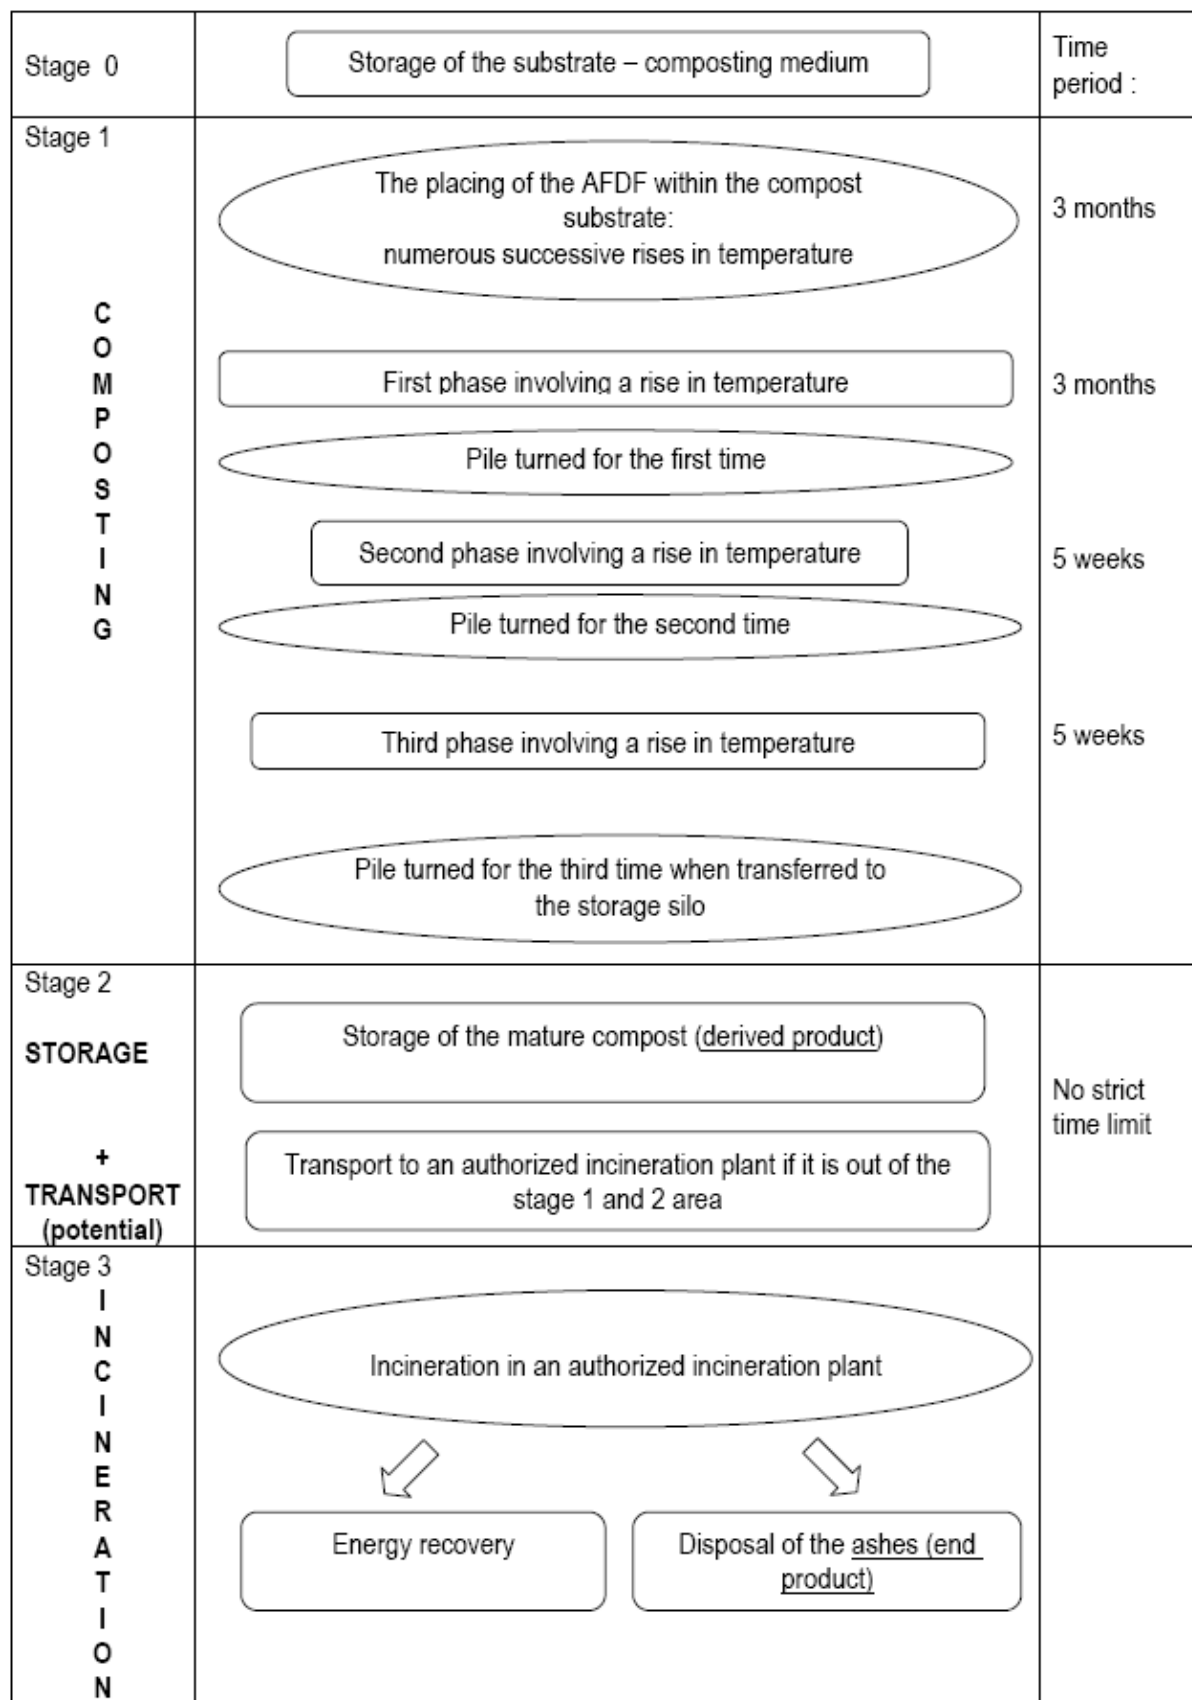 Stage 0
Storage of the substrate – composting medium
Time
period :
Stage 1
The placing of the AFDF within the compost
substrate:
numerous successive rises in temperature
3 months
C
O
M
P
O
S
T
I
N
G
First phase involving a rise in temperature
3 months
Pile turned for the first time
Second phase involving a rise in temperature
5 weeks
Pile turned for the second time
Third phase involving a rise in temperature
5 weeks
Pile turned for the third time when transferred to
the storage silo
Stage 2
STORAGE
+
TRANSPORT
(potential)
Storage of the mature compost (derived product)
Transport to an authorized incineration plant if it is out of the
stage 1 and 2 area
No strict
time limit
Stage 3
I
N
C
I
N
E
R
A
T
I
O
N
Incineration in an authorized incineration plant
Energy recovery
Disposal of the ashes (end
product)